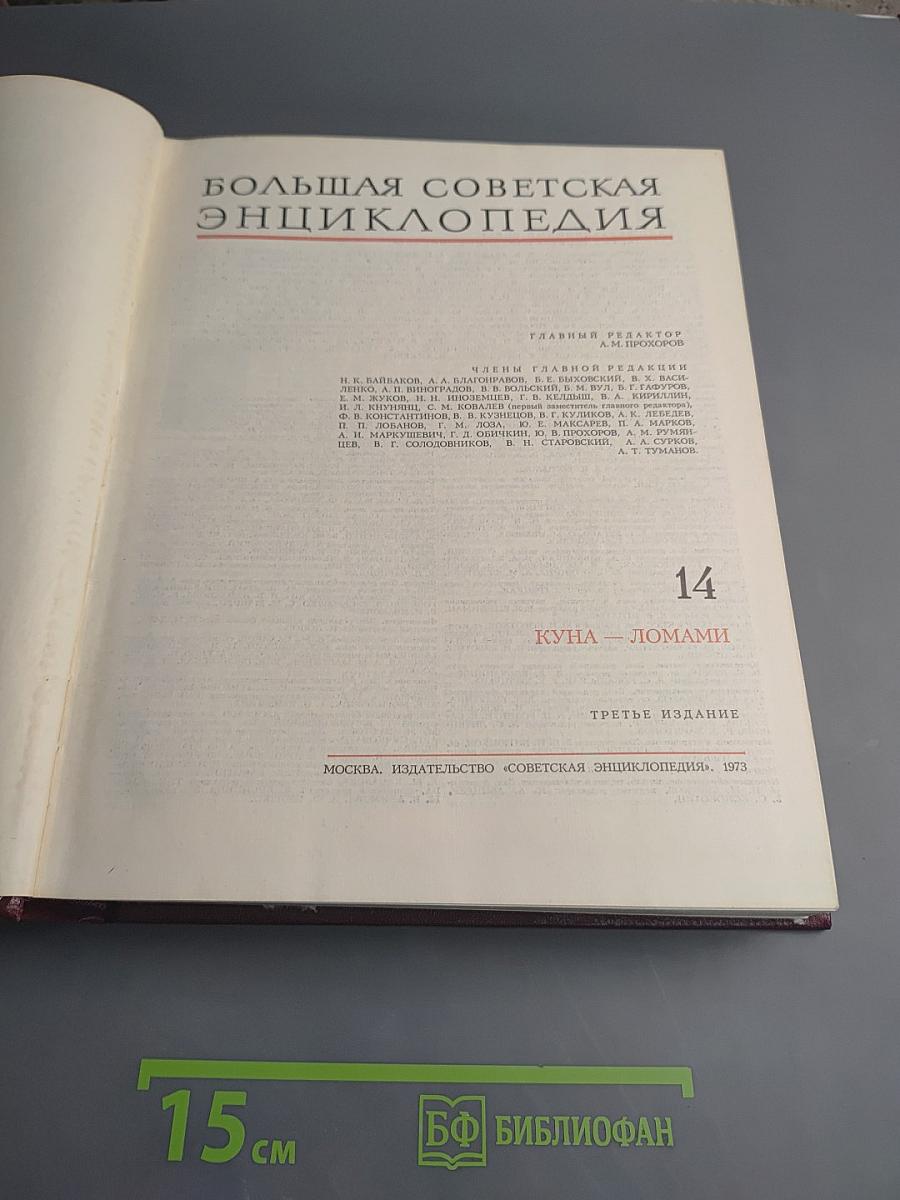 БОЛЬШАЯ СОВЕТСКАЯ
ЭНЦИКЛОПЕДИЯ
ГЛАВНЫЙ РЕДАКТОР
А. М. ПРОХОРОВ
ЧЛЕНЫ ГЛАВНОЙ РЕДАКЦИИ
Н. К. БАЙБАКОВ, А. А. БЛАГОНРАВОВ, Б. Е. БЫХОВСКИЙ, В. Х. ВАСИ-
ЛЕНКО, А. П. ВИНОГРАДОВ, В. В. ВОЛЬСКИЙ, Б. М. ВУЛ, Б. Г. ГАФУРОВ,
Е. М. ЖУКОВ, Н. Н. ИНОЗЕМЦЕВ, Г. В. КЕЛДЫШ, В. А. КИРИЛЛИН,
И. Л. КНУНЯНЦ, С. М. КОВАЛЕВ (первый заместитель главного редактора),
Ф. В. КОНСТАНТИНОВ, В. В. КУЗНЕЦОВ, В. Г. КУЛИКОВ, А. К. ЛЕБЕДЕВ,
П. П. ЛОБАНОВ, Г. М. ЛОЗА, Ю. Е. МАКСАРЕВ, П. А. МАРКОВ,
А. И. МАРКУШЕВИЧ, Г. Д. ОБИЧКИН, Ю. В. ПРОХОРОВ, А. М. РУМЯН-
ЦЕВ, В. Г. СОЛОДОВНИКОВ, В. Н. СТАРОВСКИЙ, А. А. СУРКОВ,
А. Т. ТУМАНОВ.
14
КУНА — ЛОМАМИ
ТРЕТЬЕ ИЗДАНИЕ
МОСКВА. ИЗДАТЕЛЬСТВО «СОВЕТСКАЯ ЭНЦИКЛОПЕДИЯ». 1973
15 см
БФ БИБЛИОФАН